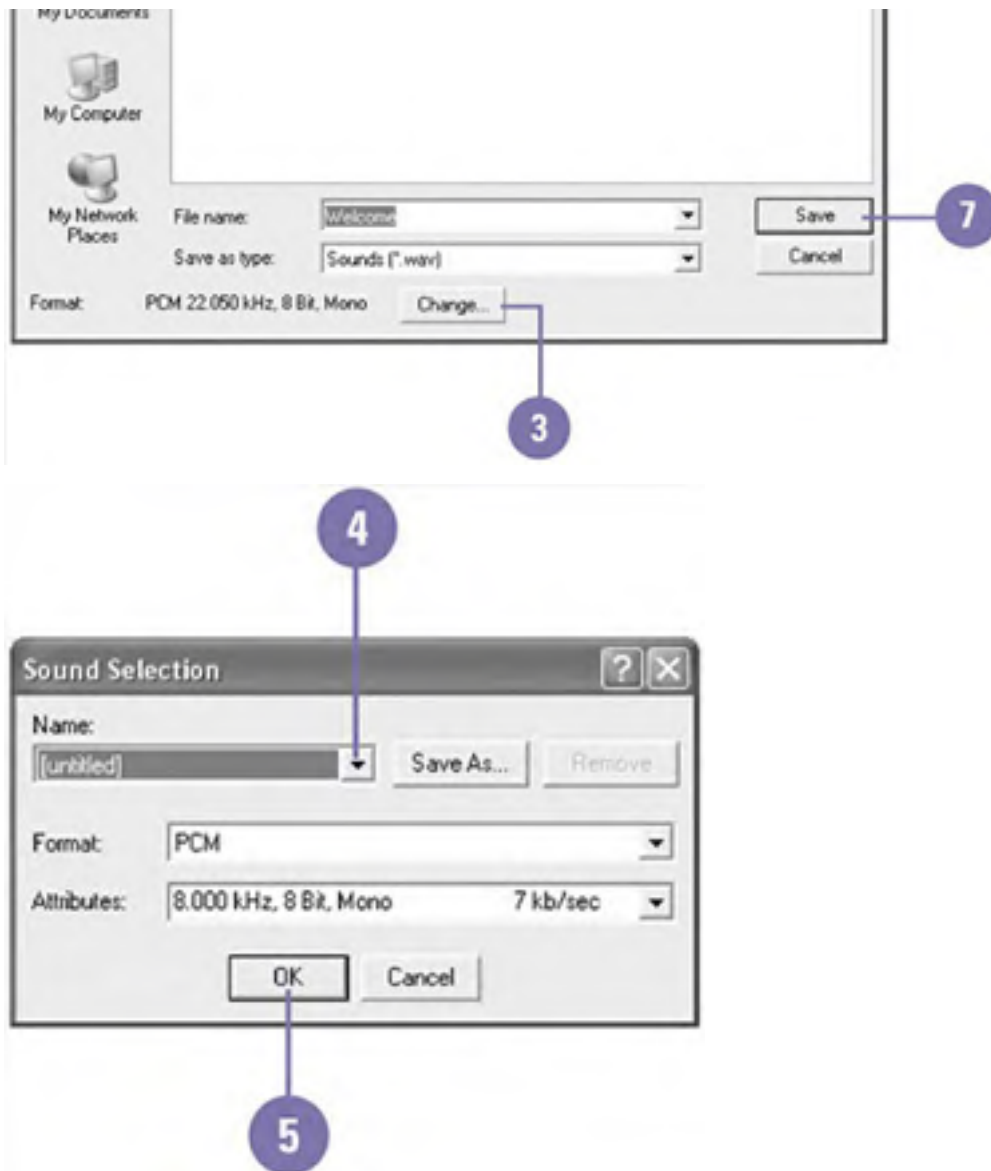 My Documents
My Computer
My Network
Places
File name: Welcome
Save as type: Sounds (*.wav)
Save
Cancel
7
Format: PCM 22.050 kHz, 8 Bit, Mono Change...
3
4
Sound Selection
Name:
[untitled] Save As... Remove
Format: PCM
Attributes: 8.000 kHz, 8 Bit, Mono 7 kb/sec
OK Cancel
5